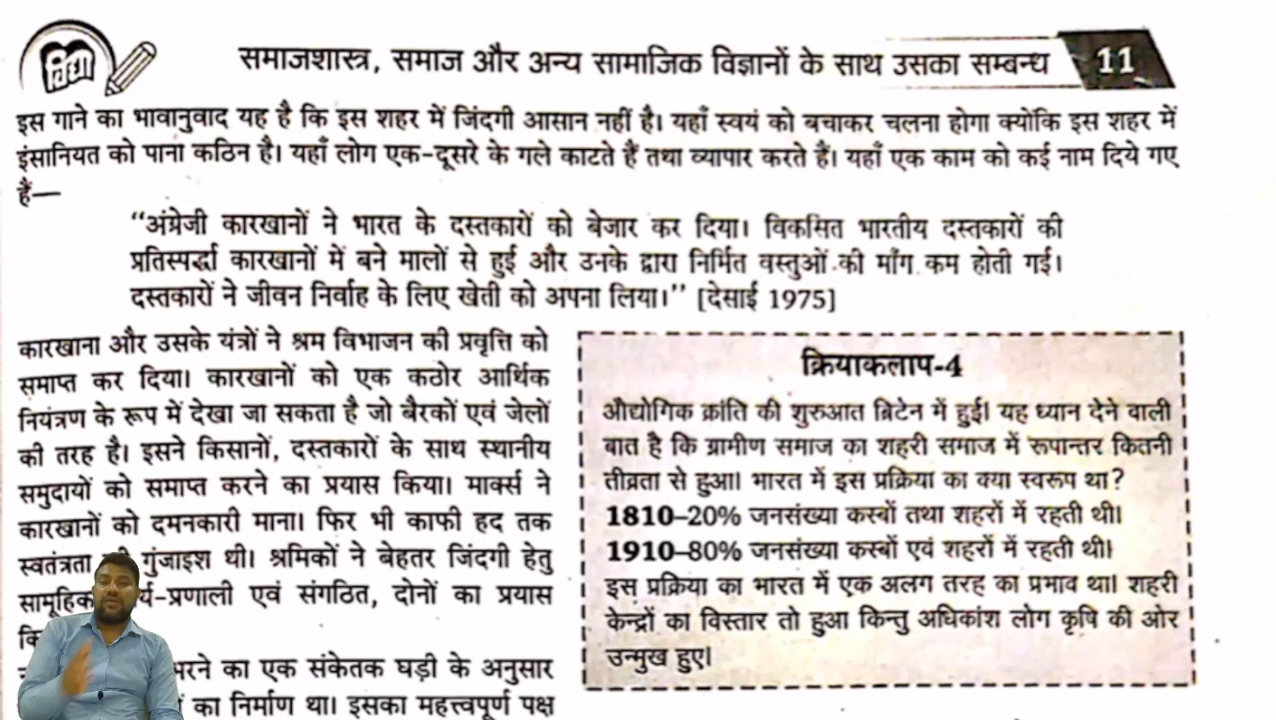 विद्या
समाजशास्त्र, समाज और अन्य सामाजिक विज्ञानों के साथ उसका सम्बन्ध
11
इस गाने का भावानुवाद यह है कि इस शहर में जिंदगी आसान नहीं है। यहाँ स्वयं को बचाकर चलना होगा क्योंकि इस शहर में
इंसानियत को पाना कठिन है। यहाँ लोग एक-दूसरे के गले काटते हैं तथा व्यापार करते हैं। यहाँ एक काम को कई नाम दिये गए
हैं—
“अंग्रेजी कारखानों ने भारत के दस्तकारों को बेजार कर दिया। विकसित भारतीय दस्तकारों की
प्रतिस्पर्द्धा कारखानों में बने मालों से हुई और उनके द्वारा निर्मित वस्तुओं की माँग कम होती गई।
दस्तकारों ने जीवन निर्वाह के लिए खेती को अपना लिया।” [देसाई 1975]
कारखाना और उसके यंत्रों ने श्रम विभाजन की प्रवृत्ति को
समाप्त कर दिया। कारखानों को एक कठोर आर्थिक
नियंत्रण के रूप में देखा जा सकता है जो बैरकों एवं जेलों
की तरह है। इसने किसानों, दस्तकारों के साथ स्थानीय
समुदायों को समाप्त करने का प्रयास किया। मार्क्स ने
कारखानों को दमनकारी माना। फिर भी काफी हद तक
स्वतंत्रता गुंजाइश थी। श्रमिकों ने बेहतर जिंदगी हेतु
सामूहिक र्य-प्रणाली एवं संगठित, दोनों का प्रयास
भरने का एक संकेतक घड़ी के अनुसार
का निर्माण था। इसका महत्त्वपूर्ण पक्ष
क्रियाकलाप-4
औद्योगिक क्रांति की शुरुआत ब्रिटेन में हुई। यह ध्यान देने वाली
बात है कि ग्रामीण समाज का शहरी समाज में रूपान्तर कितनी
तीव्रता से हुआ। भारत में इस प्रक्रिया का क्या स्वरूप था?
1810–20% जनसंख्या कस्बों तथा शहरों में रहती थी।
1910–80% जनसंख्या कस्बों एवं शहरों में रहती थी।
इस प्रक्रिया का भारत में एक अलग तरह का प्रभाव था। शहरी
केन्द्रों का विस्तार तो हुआ किन्तु अधिकांश लोग कृषि की ओर
उन्मुख हुए।